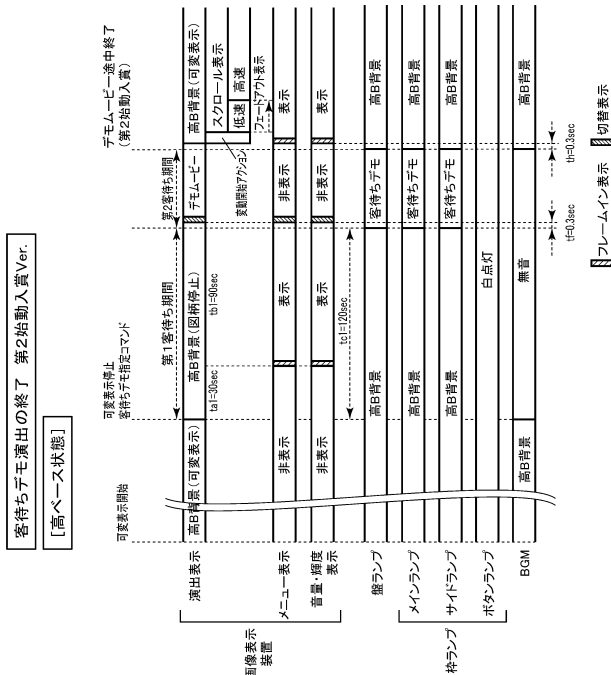 客待ちデモ演出の終了 第2始動入賞Ver.
[高ベース状態]
可変表示開始
可変表示停止
客待ちデモ指定コマンド
デモムービー途中終了
(第2始動入賞)
第1客待ち期間
第2客待ち期間
画像表示
装置
演出表示
高B背景(可変表示)
高B背景(図柄停止)
デモムービー
高B背景(可変表示)
変動開始アクション
スクロール表示
低速
高速
フェードアウト表示
ta1=30sec
tb1=90sec
メニュー表示
非表示
表示
非表示
表示
音量・輝度
表示
非表示
表示
非表示
表示
tc1=120sec
盤ランプ
高B背景
客待ちデモ
高B背景
枠ランプ
メインランプ
高B背景
客待ちデモ
高B背景
サイドランプ
高B背景
客待ちデモ
高B背景
ボタンランプ
白点灯
BGM
高B背景
無音
高B背景
tf=0.3sec
th=0.3sec
フレームイン表示
切替表示